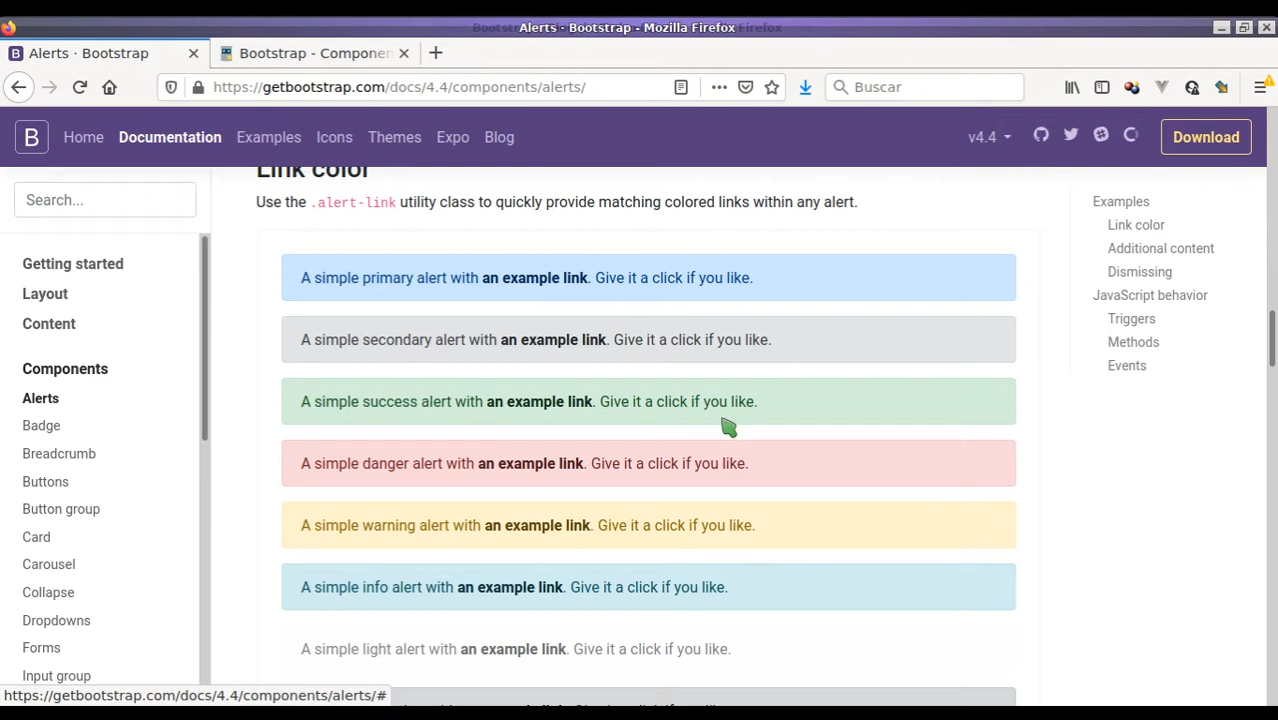 Alerts - Bootstrap - Mozilla Firefox
Alerts · Bootstrap
Bootstrap - Componen
https://getbootstrap.com/docs/4.4/components/alerts/
Buscar
B
Home
Documentation
Examples
Icons
Themes
Expo
Blog
v4.4
Download
Search...
Getting started
Layout
Content
Components
Alerts
Badge
Breadcrumb
Buttons
Button group
Card
Carousel
Collapse
Dropdowns
Forms
Input group
Link color
Use the .alert-link utility class to quickly provide matching colored links within any alert.
A simple primary alert with an example link. Give it a click if you like.
A simple secondary alert with an example link. Give it a click if you like.
A simple success alert with an example link. Give it a click if you like.
A simple danger alert with an example link. Give it a click if you like.
A simple warning alert with an example link. Give it a click if you like.
A simple info alert with an example link. Give it a click if you like.
A simple light alert with an example link. Give it a click if you like.
Examples
Link color
Additional content
Dismissing
JavaScript behavior
Triggers
Methods
Events
https://getbootstrap.com/docs/4.4/components/alerts/#